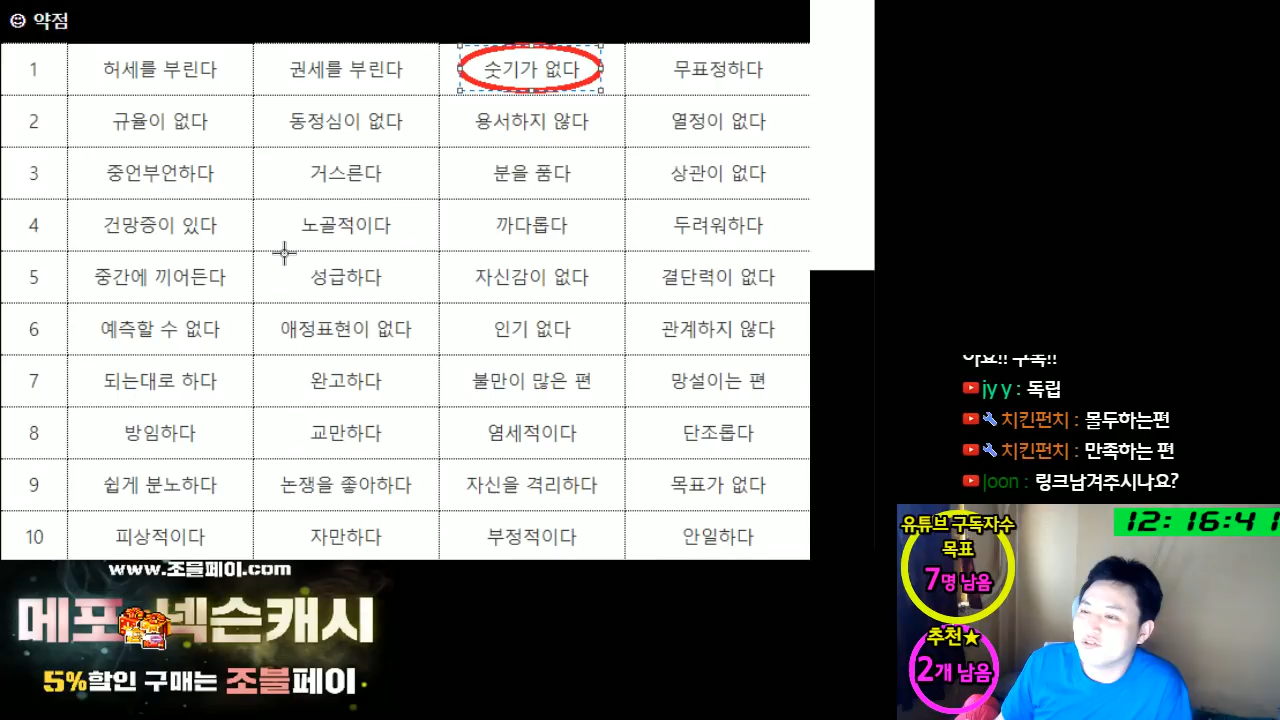 😊 약점
1 허세를 부린다 권세를 부린다 숫기가 없다 무표정하다
2 규율이 없다 동정심이 없다 용서하지 않다 열정이 없다
3 중언부언하다 거스른다 분을 품다 상관이 없다
4 건망증이 있다 노골적이다 까다롭다 두려워하다
5 중간에 끼어든다 성급하다 자신감이 없다 결단력이 없다
6 예측할 수 없다 애정표현이 없다 인기 없다 관계하지 않다
7 되는대로 하다 완고하다 불만이 많은 편 망설이는 편
8 방임하다 교만하다 염세적이다 단조롭다
9 쉽게 분노하다 논쟁을 좋아하다 자신을 격리하다 목표가 없다
10 피상적이다 자만하다 부정적이다 안일하다
www.조블페이.com
메포 넥슨캐시
5%할인 구매는 조블페이.
구독!!
jy y : 독립
치킨펀치 : 몰두하는편
치킨펀치 : 만족하는 편
joon : 링크남겨주시나요?
12:16:41
유튜브 구독자수
목표
7명 남음
추천★
2개 남음